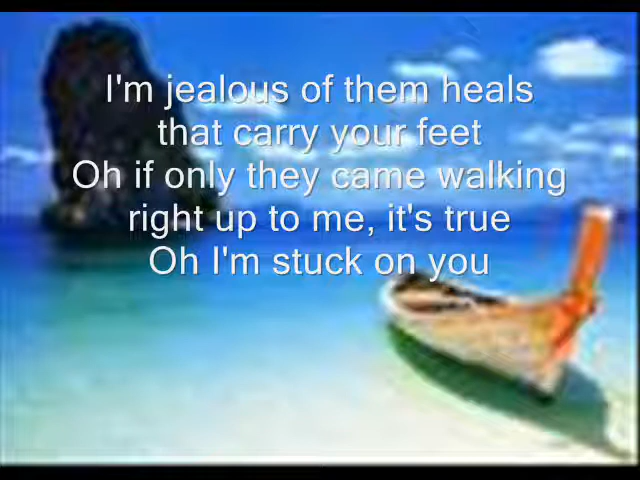 I'm jealous of them heals
that carry your feet
Oh if only they came walking
right up to me, it's true
Oh I'm stuck on you